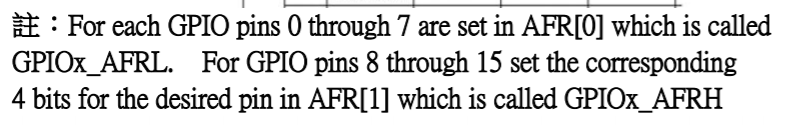 註：For each GPIO pins 0 through 7 are set in AFR[0] which is called
GPIOx_AFRL. For GPIO pins 8 through 15 set the corresponding
4 bits for the desired pin in AFR[1] which is called GPIOx_AFRH